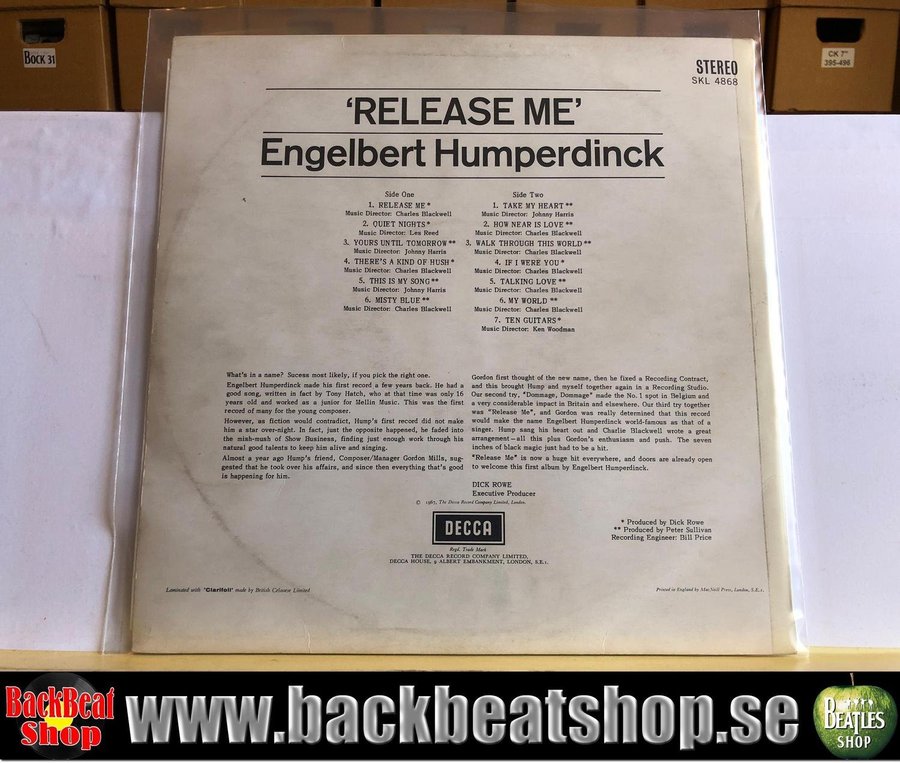 BOCK 31
CK 7"
395-496
STEREO
SKL 4868
‘RELEASE ME’
Engelbert Humperdinck
Side One
1. RELEASE ME *
Music Director: Charles Blackwell
2. QUIET NIGHTS *
Music Director: Les Reed
3. YOURS UNTIL TOMORROW **
Music Director: Johnny Harris
4. THERE'S A KIND OF HUSH *
Music Director: Charles Blackwell
5. THIS IS MY SONG **
Music Director: Johnny Harris
6. MISTY BLUE **
Music Director: Charles Blackwell
Side Two
1. TAKE MY HEART **
Music Director: Johnny Harris
2. HOW NEAR IS LOVE **
Music Director: Charles Blackwell
3. WALK THROUGH THIS WORLD **
Music Director: Charles Blackwell
4. IF I WERE YOU *
Music Director: Charles Blackwell
5. TALKING LOVE **
Music Director: Charles Blackwell
6. MY WORLD **
Music Director: Charles Blackwell
7. TEN GUITARS *
Music Director: Ken Woodman
What's in a name? Sucess most likely, if you pick the right one.
Engelbert Humperdinck made his first record a few years back. He had a
good song, written in fact by Tony Hatch, who at that time was only 16
years old and worked as a junior for Mellin Music. This was the first
record of many for the young composer.
However, as fiction would contradict, Hump's first record did not make
him a star over-night. In fact, just the opposite happened, he faded into
the mish-mush of Show Business, finding just enough work through his
natural good talents to keep him alive and singing.
Almost a year ago Hump's friend, Composer/Manager Gordon Mills, sug-
gested that he took over his affairs, and since then everything that's good
is happening for him.
Gordon first thought of the new name, then he fixed a Recording Contract,
and this brought Hump and myself together again in a Recording Studio.
Our second try, "Dommage, Dommage" made the No. 1 spot in Belgium and
a very considerable impact in Britain and elsewhere. Our third try together
was "Release Me", and Gordon was really determined that this record
would make the name Engelbert Humperdinck world-famous as that of a
singer. Hump sang his heart out and Charlie Blackwell wrote a great
arrangement—all this plus Gordon's enthusiasm and push. The seven
inches of black magic just had to be a hit.
"Release Me" is now a huge hit everywhere, and doors are already open
to welcome this first album by Engelbert Humperdinck.
DICK ROWE
Executive Producer
© 1967, The Decca Record Company Limited, London.
DECCA
Regd. Trade Mark
THE DECCA RECORD COMPANY LIMITED,
DECCA HOUSE, 9 ALBERT EMBANKMENT, LONDON, S.E.1.
* Produced by Dick Rowe
** Produced by Peter Sullivan
Recording Engineer: Bill Price
Laminated with 'Clarifoil' made by British Celanese Limited
Printed in England by MacNeill Press, London, S.E.1.
BackBeat
Shop
www.backbeatshop.se
BEATLES
SHOP